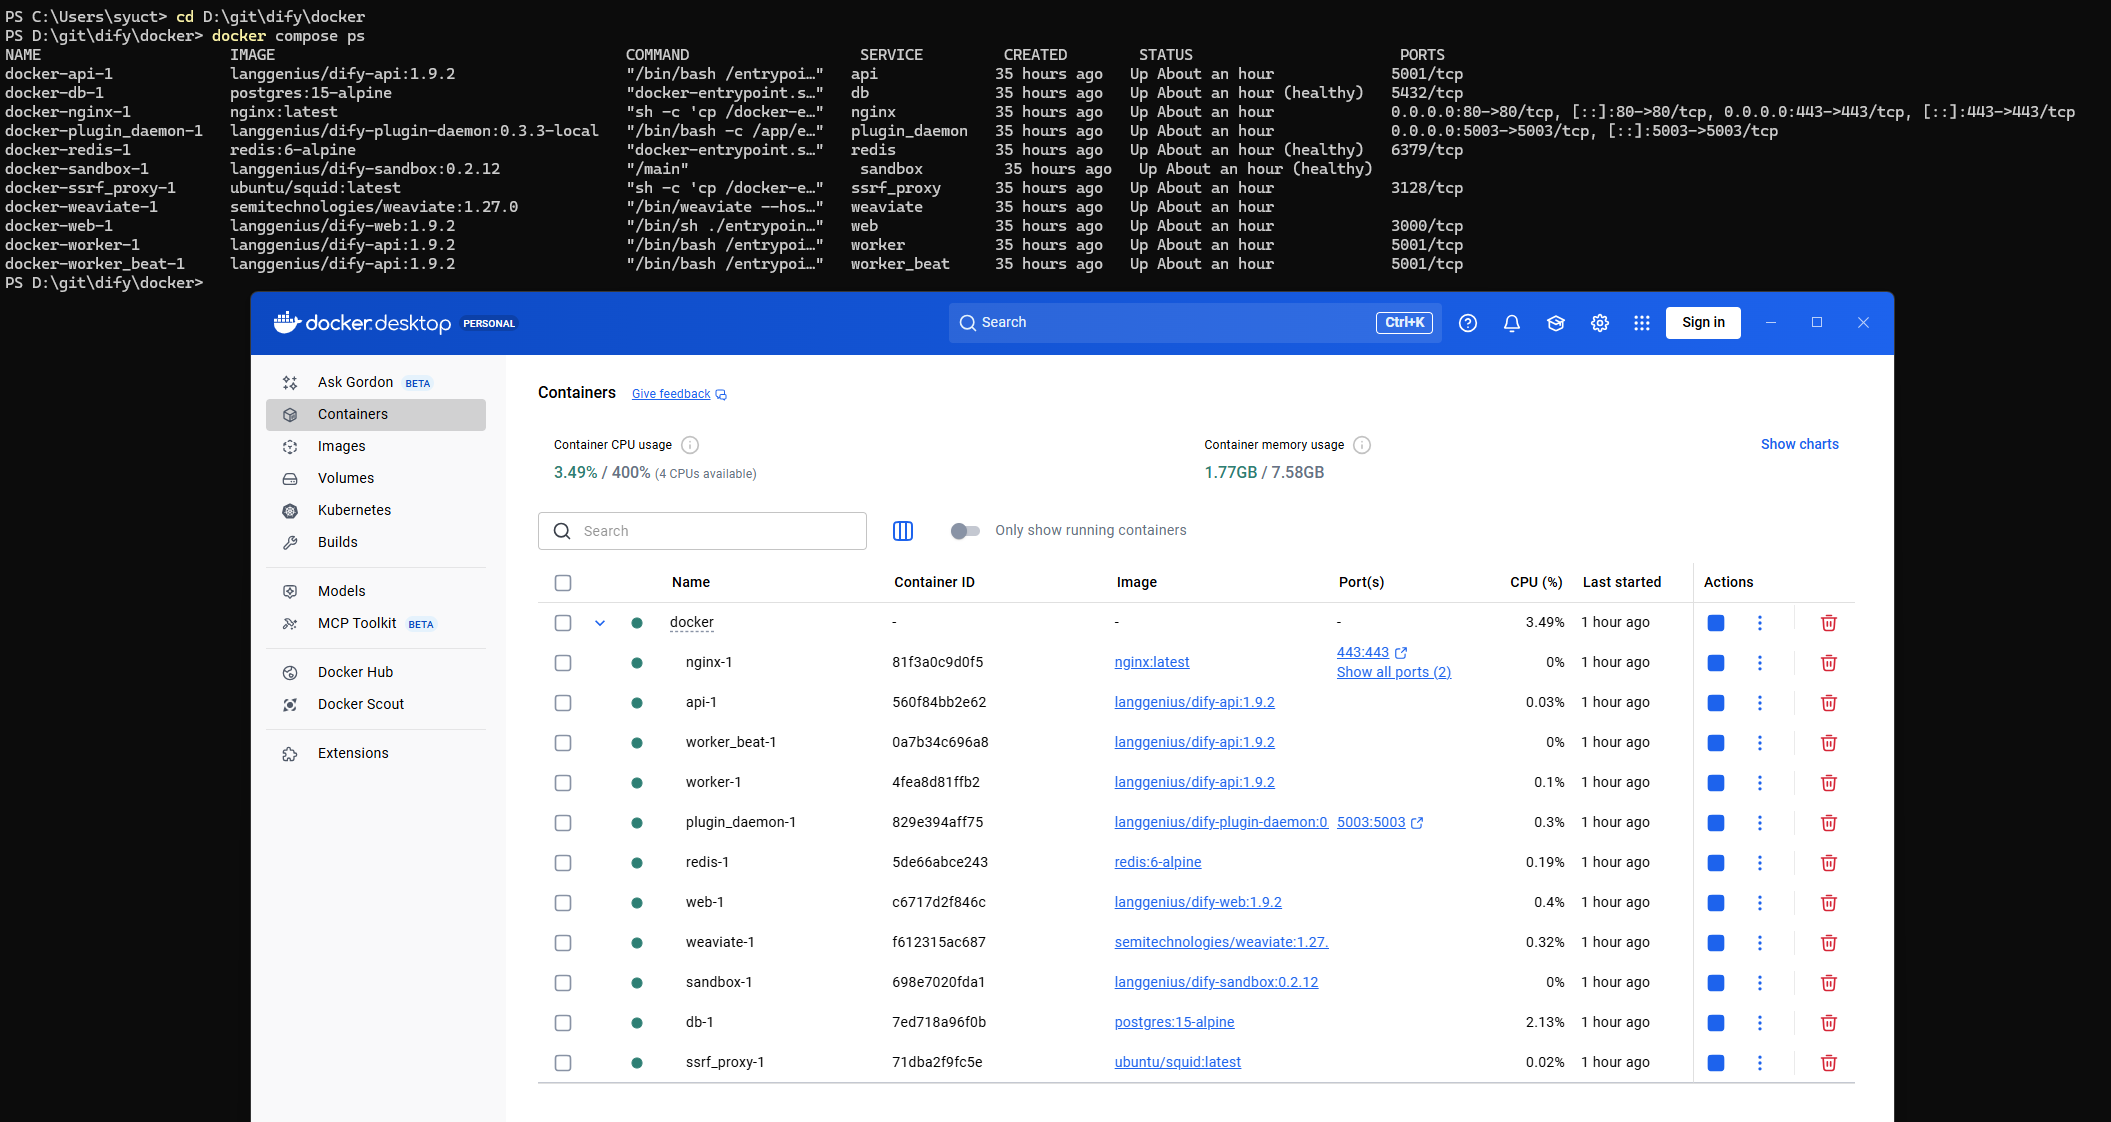 PS C:\Users\syuct> cd D:\git\dify\docker
PS D:\git\dify\docker> docker compose ps
NAME IMAGE COMMAND SERVICE CREATED STATUS PORTS
docker-api-1 langgenius/dify-api:1.9.2 "/bin/bash /entrypoi…" api 35 hours ago Up About an hour 5001/tcp
docker-db-1 postgres:15-alpine "docker-entrypoint.s…" db 35 hours ago Up About an hour (healthy) 5432/tcp
docker-nginx-1 nginx:latest "sh -c 'cp /docker-e…" nginx 35 hours ago Up About an hour 0.0.0.0:80->80/tcp, [::]:80->80/tcp, 0.0.0.0:443->443/tcp, [::]:443->443/tcp
docker-plugin_daemon-1 langgenius/dify-plugin-daemon:0.3.3-local "/bin/bash -c /app/e…" plugin_daemon 35 hours ago Up About an hour 0.0.0.0:5003->5003/tcp, [::]:5003->5003/tcp
docker-redis-1 redis:6-alpine "docker-entrypoint.s…" redis 35 hours ago Up About an hour (healthy) 6379/tcp
docker-sandbox-1 langgenius/dify-sandbox:0.2.12 "/main" sandbox 35 hours ago Up About an hour (healthy)
docker-ssrf_proxy-1 ubuntu/squid:latest "sh -c 'cp /docker-e…" ssrf_proxy 35 hours ago Up About an hour 3128/tcp
docker-weaviate-1 semitechnologies/weaviate:1.27.0 "/bin/weaviate --hos…" weaviate 35 hours ago Up About an hour
docker-web-1 langgenius/dify-web:1.9.2 "/bin/sh ./entrypoin…" web 35 hours ago Up About an hour 3000/tcp
docker-worker-1 langgenius/dify-api:1.9.2 "/bin/bash /entrypoi…" worker 35 hours ago Up About an hour 5001/tcp
docker-worker_beat-1 langgenius/dify-api:1.9.2 "/bin/bash /entrypoi…" worker_beat 35 hours ago Up About an hour 5001/tcp
PS D:\git\dify\docker>
docker.desktop PERSONAL Search Ctrl+K Sign in
Ask Gordon BETA
Containers
Images
Volumes
Kubernetes
Builds
Models
MCP Toolkit BETA
Docker Hub
Docker Scout
Extensions
Containers Give feedback
Container CPU usage
3.49% / 400% (4 CPUs available)
Container memory usage
1.77GB / 7.58GB
Show charts
Search Only show running containers
Name Container ID Image Port(s) CPU (%) Last started Actions
docker - - - 3.49% 1 hour ago
nginx-1 81f3a0c9d0f5 nginx:latest 443:443 0% 1 hour ago
Show all ports (2)
api-1 560f84bb2e62 langgenius/dify-api:1.9.2 0.03% 1 hour ago
worker_beat-1 0a7b34c696a8 langgenius/dify-api:1.9.2 0% 1 hour ago
worker-1 4fea8d81ffb2 langgenius/dify-api:1.9.2 0.1% 1 hour ago
plugin_daemon-1 829e394aff75 langgenius/dify-plugin-daemon:0. 5003:5003 0.3% 1 hour ago
redis-1 5de66abce243 redis:6-alpine 0.19% 1 hour ago
web-1 c6717d2f846c langgenius/dify-web:1.9.2 0.4% 1 hour ago
weaviate-1 f612315ac687 semitechnologies/weaviate:1.27. 0.32% 1 hour ago
sandbox-1 698e7020fda1 langgenius/dify-sandbox:0.2.12 0% 1 hour ago
db-1 7ed718a96f0b postgres:15-alpine 2.13% 1 hour ago
ssrf_proxy-1 71dba2f9fc5e ubuntu/squid:latest 0.02% 1 hour ago